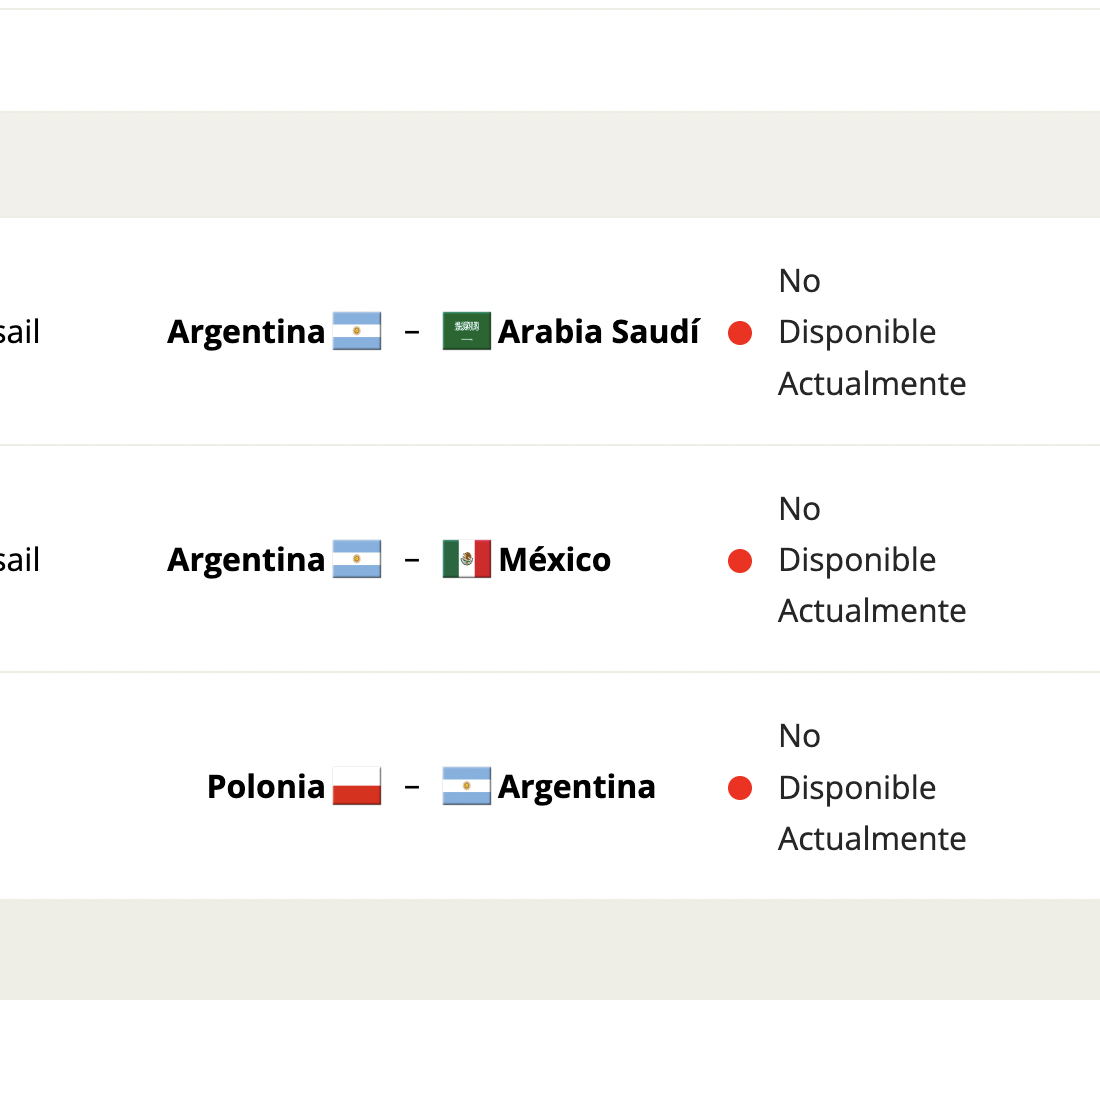 No
sail Argentina – Arabia Saudí Disponible
Actualmente
No
sail Argentina – México Disponible
Actualmente
No
Polonia – Argentina Disponible
Actualmente